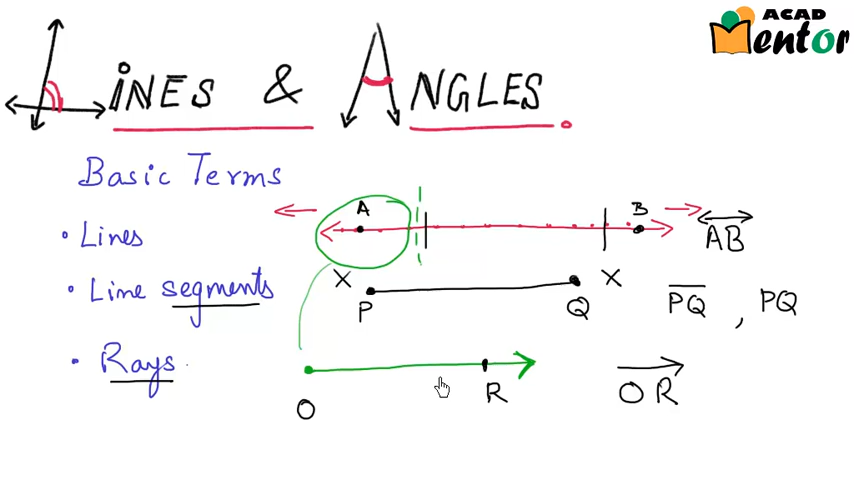 ACAD
Mentor
LINES & ANGLES.
Basic Terms
• Lines
A
B
AB
• Line segments
X
X
P
Q
PQ , PQ
• Rays
O
R
OR